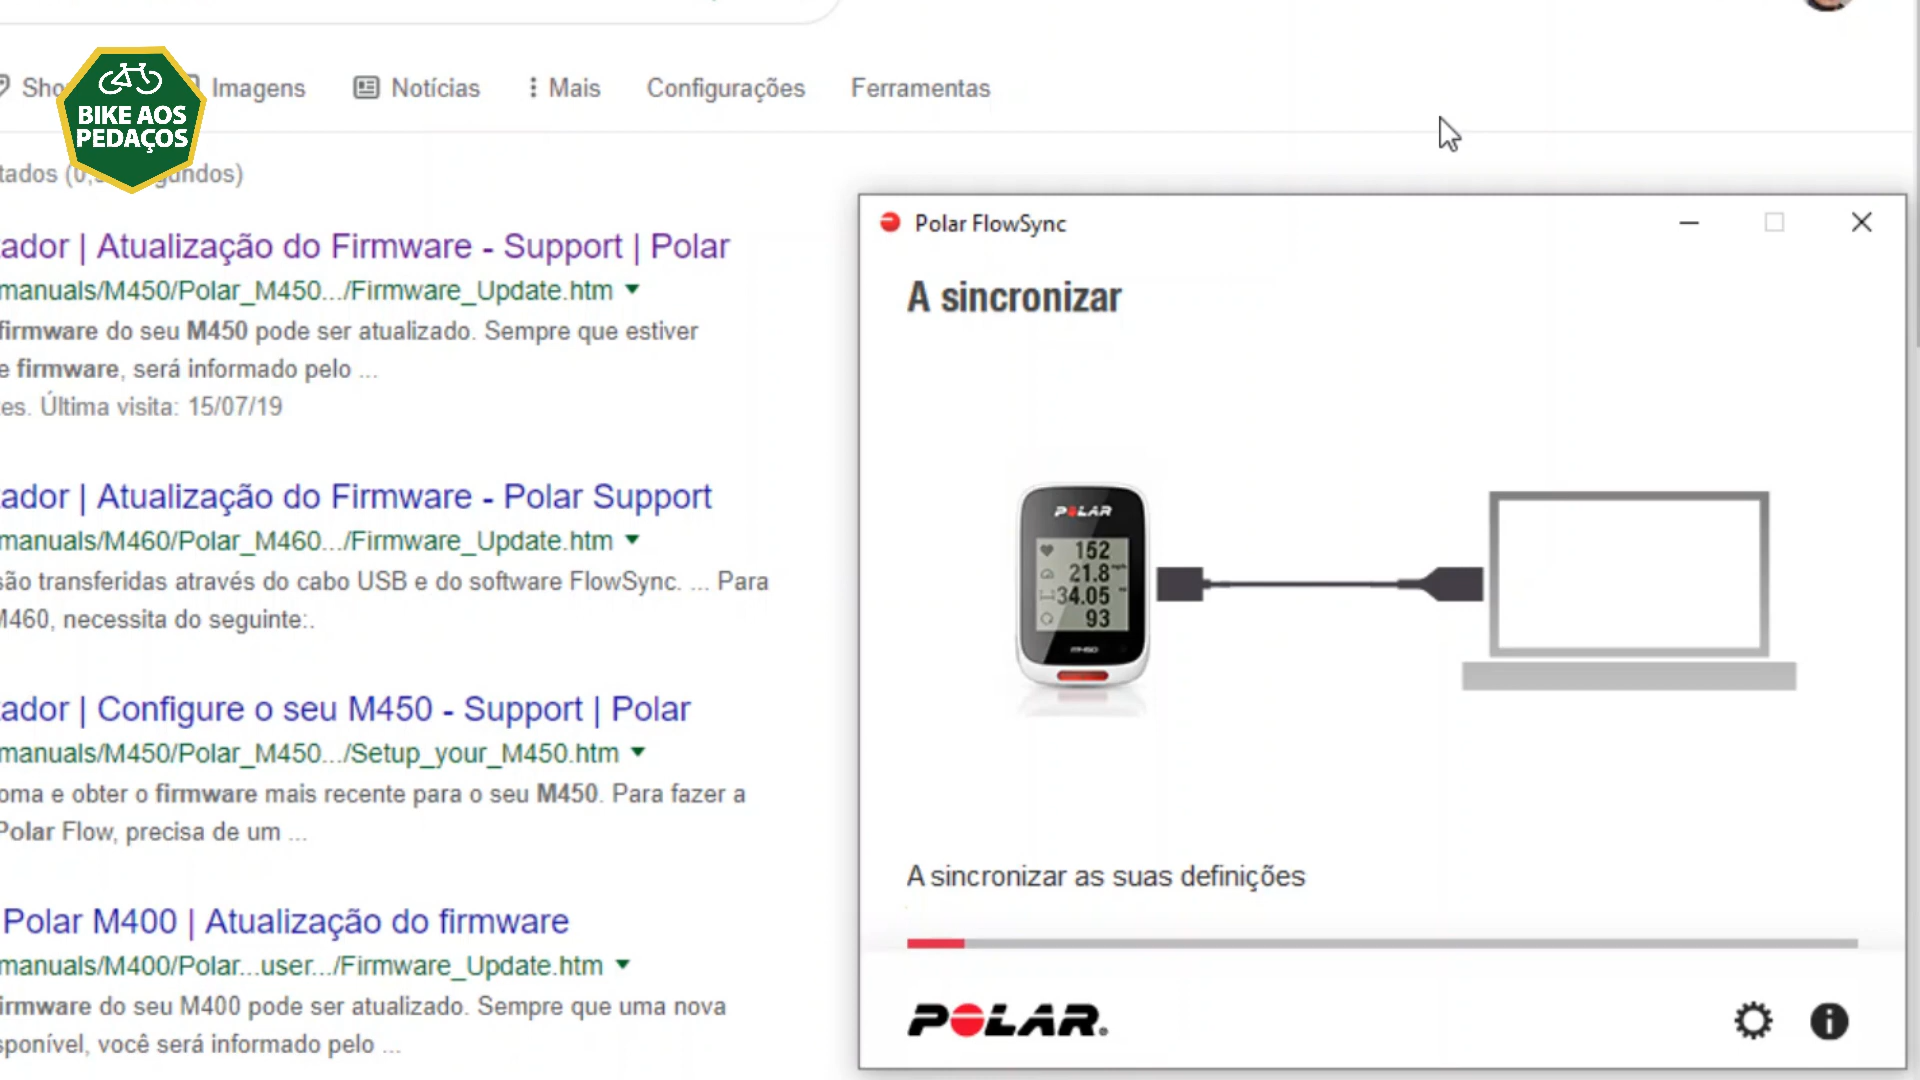 Imagens
Notícias
Mais
Configurações
Ferramentas
BIKE AOS
PEDAÇOS
ador | Atualização do Firmware - Support | Polar
manuals/M450/Polar_M450.../Firmware_Update.htm
firmware do seu M450 pode ser atualizado. Sempre que estiver
e firmware, será informado pelo ...
es. Última visita: 15/07/19
ador | Atualização do Firmware - Polar Support
manuals/M460/Polar_M460.../Firmware_Update.htm
são transferidas através do cabo USB e do software FlowSync. ... Para
M460, necessita do seguinte:.
ador | Configure o seu M450 - Support | Polar
manuals/M450/Polar_M450.../Setup_your_M450.htm
oma e obter o firmware mais recente para o seu M450. Para fazer a
Polar Flow, precisa de um ...
Polar M400 | Atualização do firmware
manuals/M400/Polar...user.../Firmware_Update.htm
irmware do seu M400 pode ser atualizado. Sempre que uma nova
sponível, você será informado pelo ...
Polar FlowSync
A sincronizar
POLAR
152
21.8
34.05
93
M450
A sincronizar as suas definições
POLAR